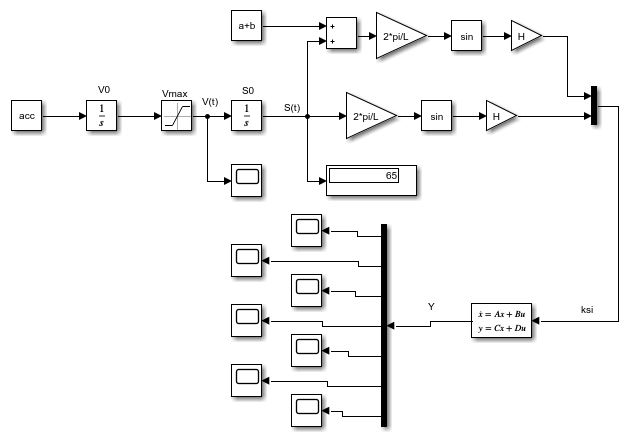 a+b
+
+
2*pi/L
sin
H
V0
Vmax
V(t)
S0
S(t)
acc
1
s
1
s
2*pi/L
sin
H
65
Y
ẋ = Ax + Bu
y = Cx + Du
ksi